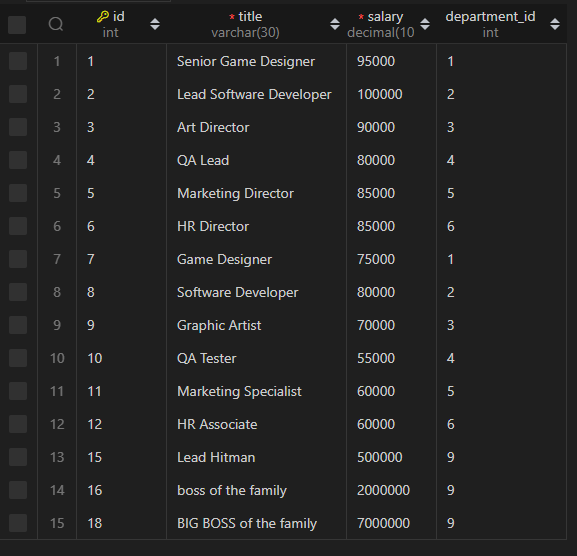 id * title * salary department_id
int varchar(30) decimal(10 int
1 1 Senior Game Designer 95000 1
2 2 Lead Software Developer 100000 2
3 3 Art Director 90000 3
4 4 QA Lead 80000 4
5 5 Marketing Director 85000 5
6 6 HR Director 85000 6
7 7 Game Designer 75000 1
8 8 Software Developer 80000 2
9 9 Graphic Artist 70000 3
10 10 QA Tester 55000 4
11 11 Marketing Specialist 60000 5
12 12 HR Associate 60000 6
13 15 Lead Hitman 500000 9
14 16 boss of the family 2000000 9
15 18 BIG BOSS of the family 7000000 9